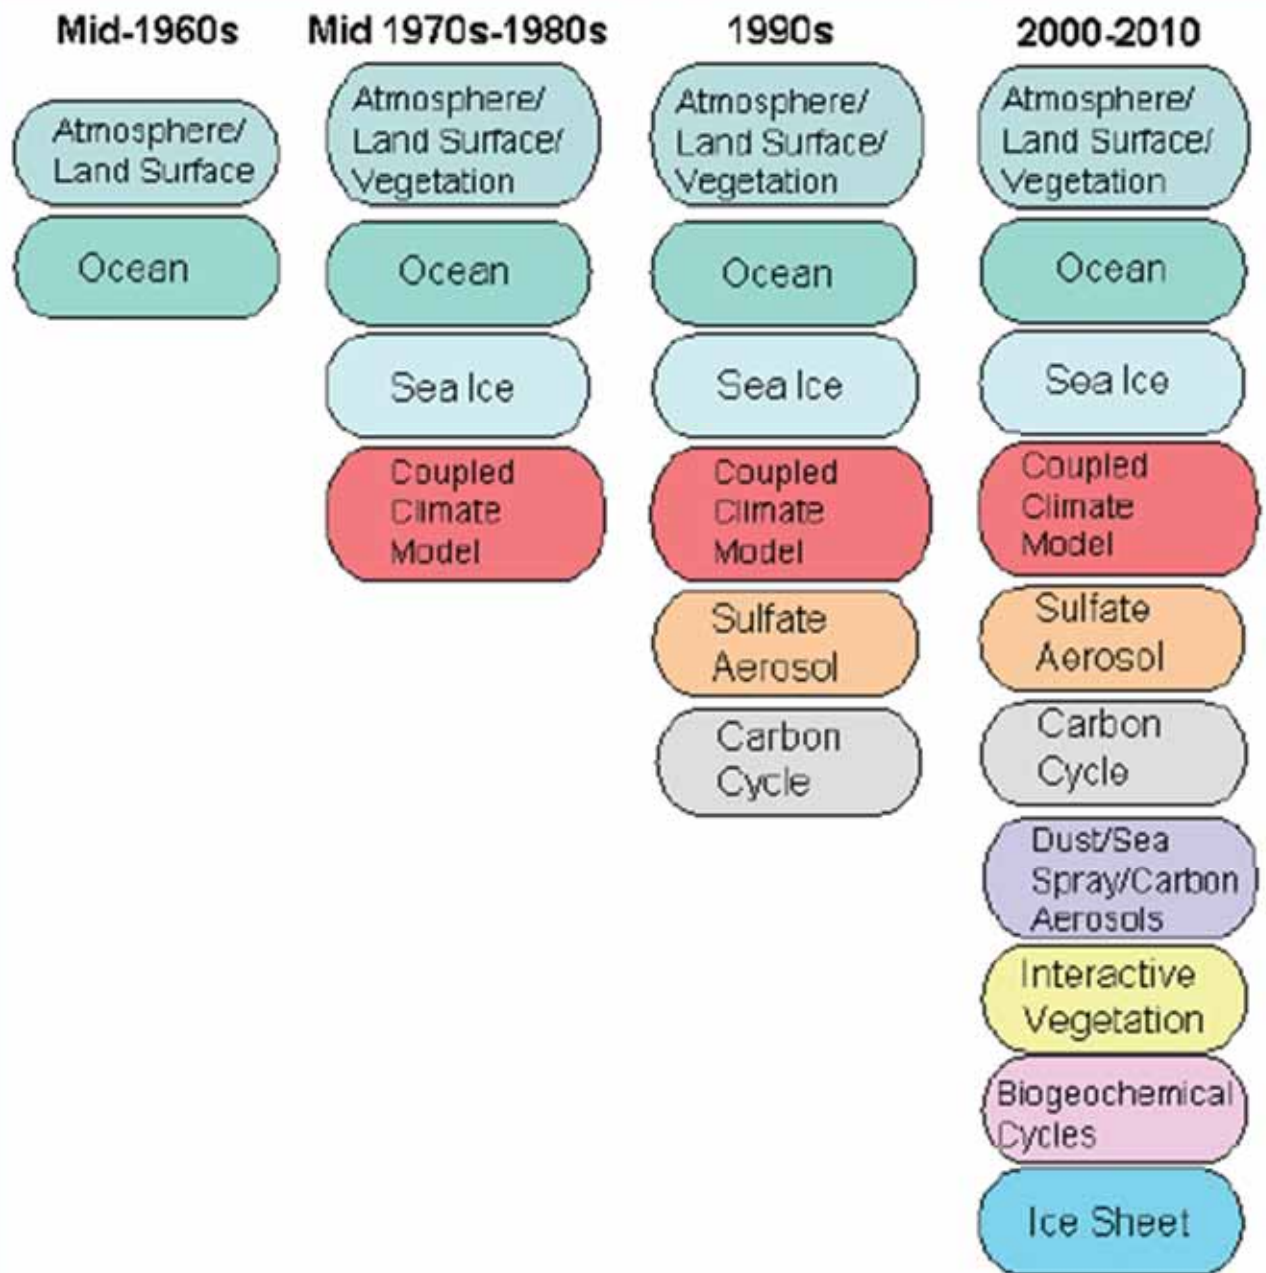 Mid-1960s
Atmosphere/
Land Surface
Ocean
Mid 1970s-1980s
Atmosphere/
Land Surface/
Vegetation
Ocean
Sea Ice
Coupled
Climate
Model
1990s
Atmosphere/
Land Surface/
Vegetation
Ocean
Sea Ice
Coupled
Climate
Model
Sulfate
Aerosol
Carbon
Cycle
2000-2010
Atmosphere/
Land Surface/
Vegetation
Ocean
Sea Ice
Coupled
Climate
Model
Sulfate
Aerosol
Carbon
Cycle
Dust/Sea
Spray/Carbon
Aerosols
Interactive
Vegetation
Biogeochemical
Cycles
Ice Sheet